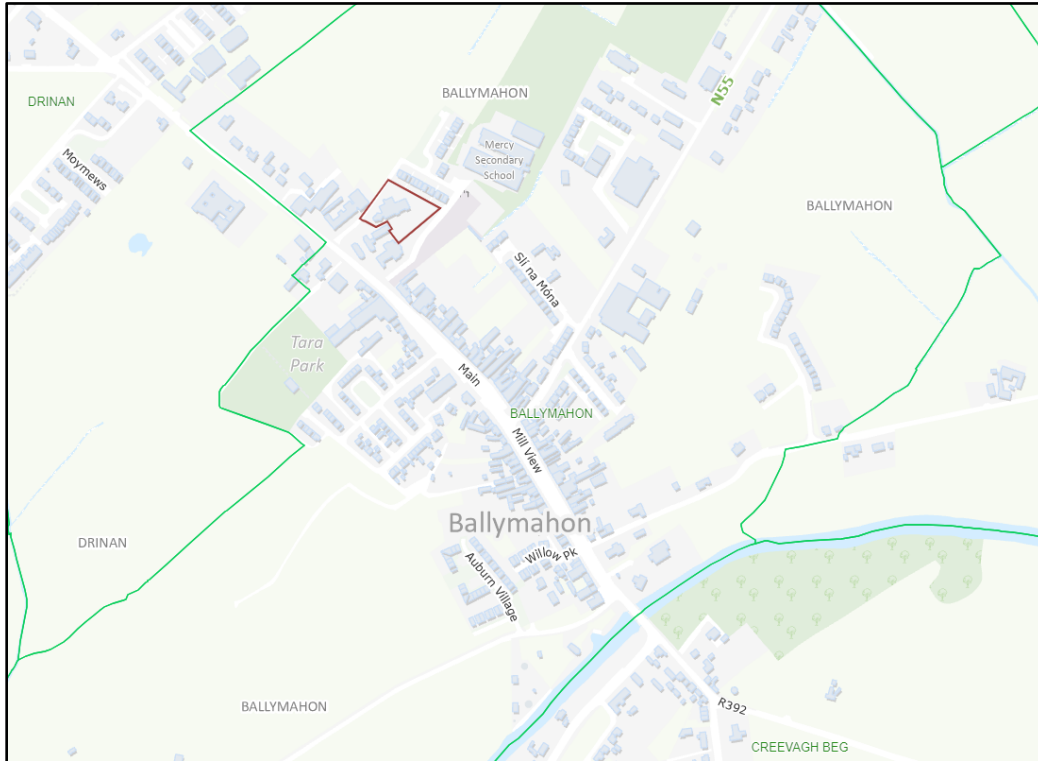 BALLYMAHON
N55
DRINAN
Moymews
Mercy
Secondary
School
BALLYMAHON
Slí na Móna
Tara
Park
Main
BALLYMAHON
Mill View
Ballymahon
DRINAN
Willow Pk
Auburn Village
BALLYMAHON
R392
CREEVAGH BEG